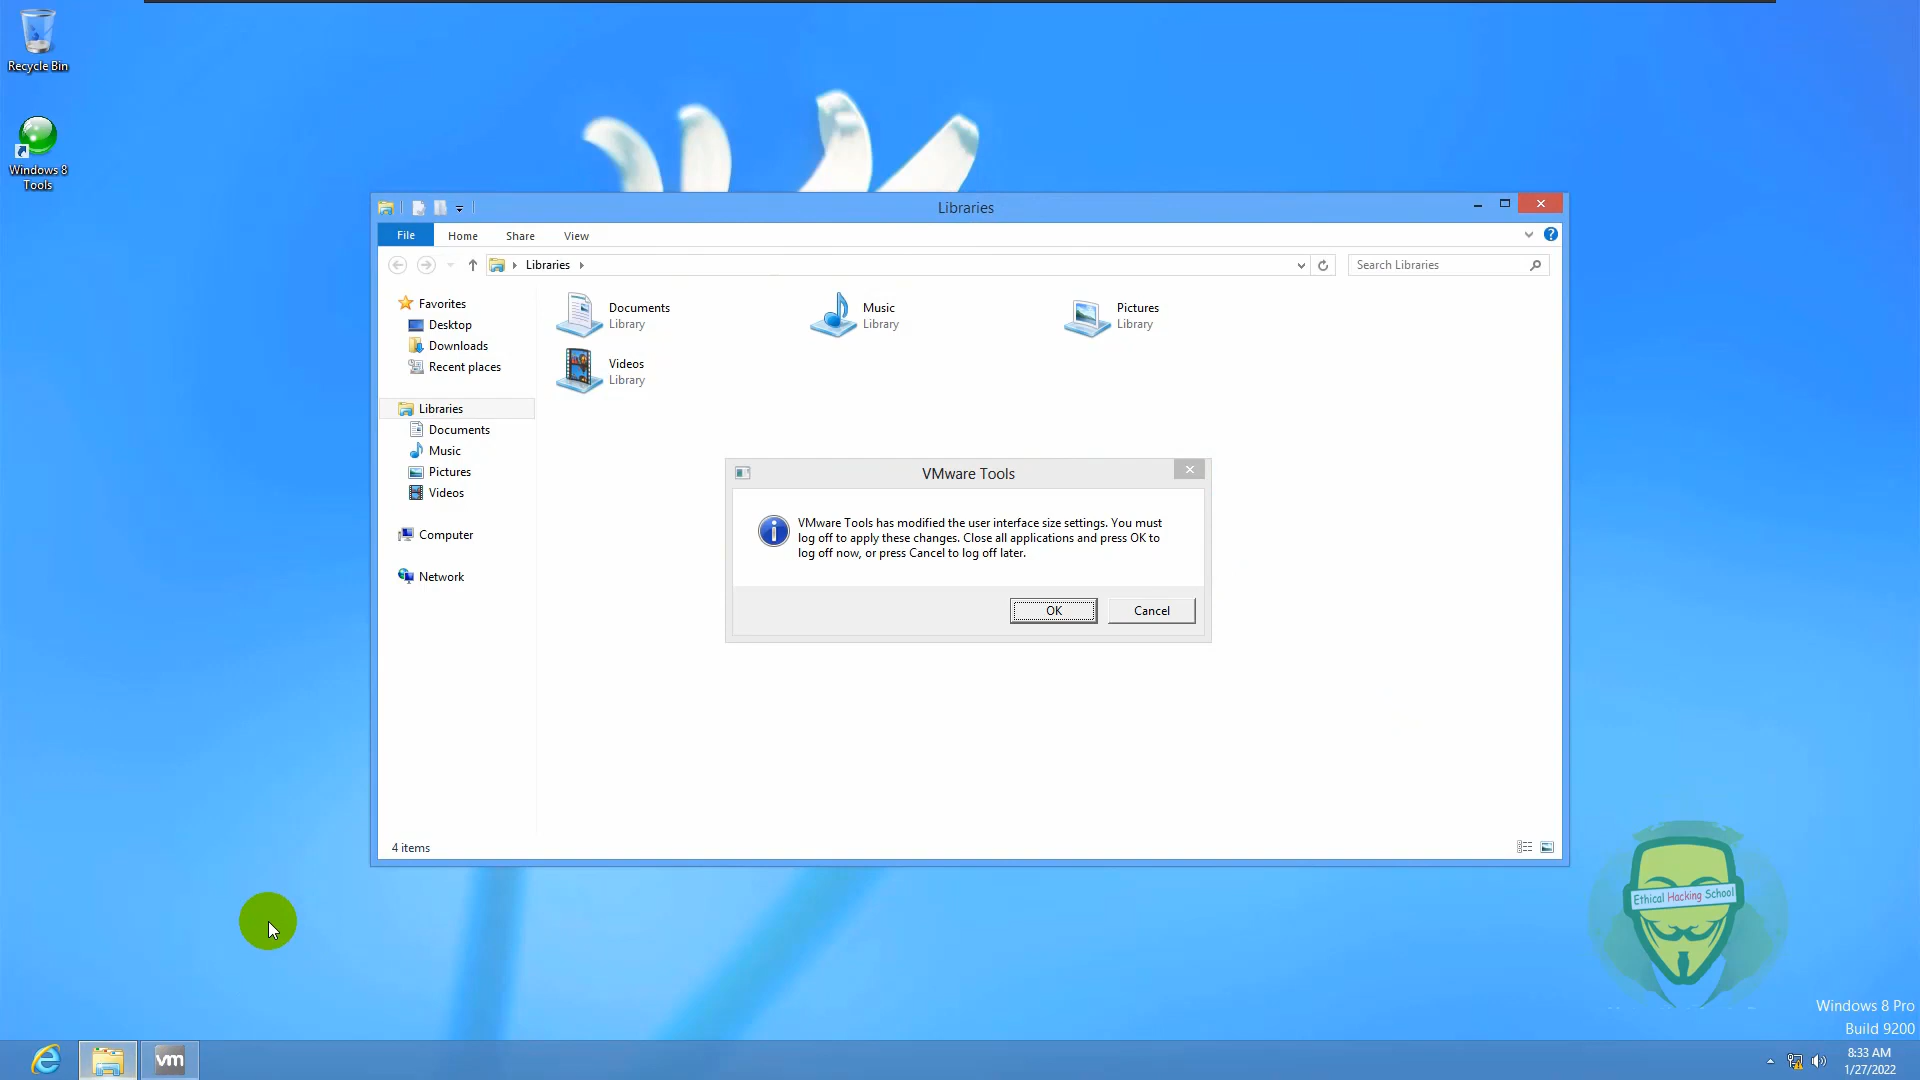 Recycle Bin
Windows 8
Tools
Libraries
File
Home
Share
View
Libraries
Search Libraries
Favorites
Desktop
Downloads
Recent places
Libraries
Documents
Music
Pictures
Videos
Computer
Network
Documents
Library
Music
Library
Pictures
Library
Videos
Library
VMware Tools
VMware Tools has modified the user interface size settings. You must
log off to apply these changes. Close all applications and press OK to
log off now, or press Cancel to log off later.
OK
Cancel
4 items
Ethical Hacking School
Windows 8 Pro
Build 9200
vm
8:33 AM
1/27/2022